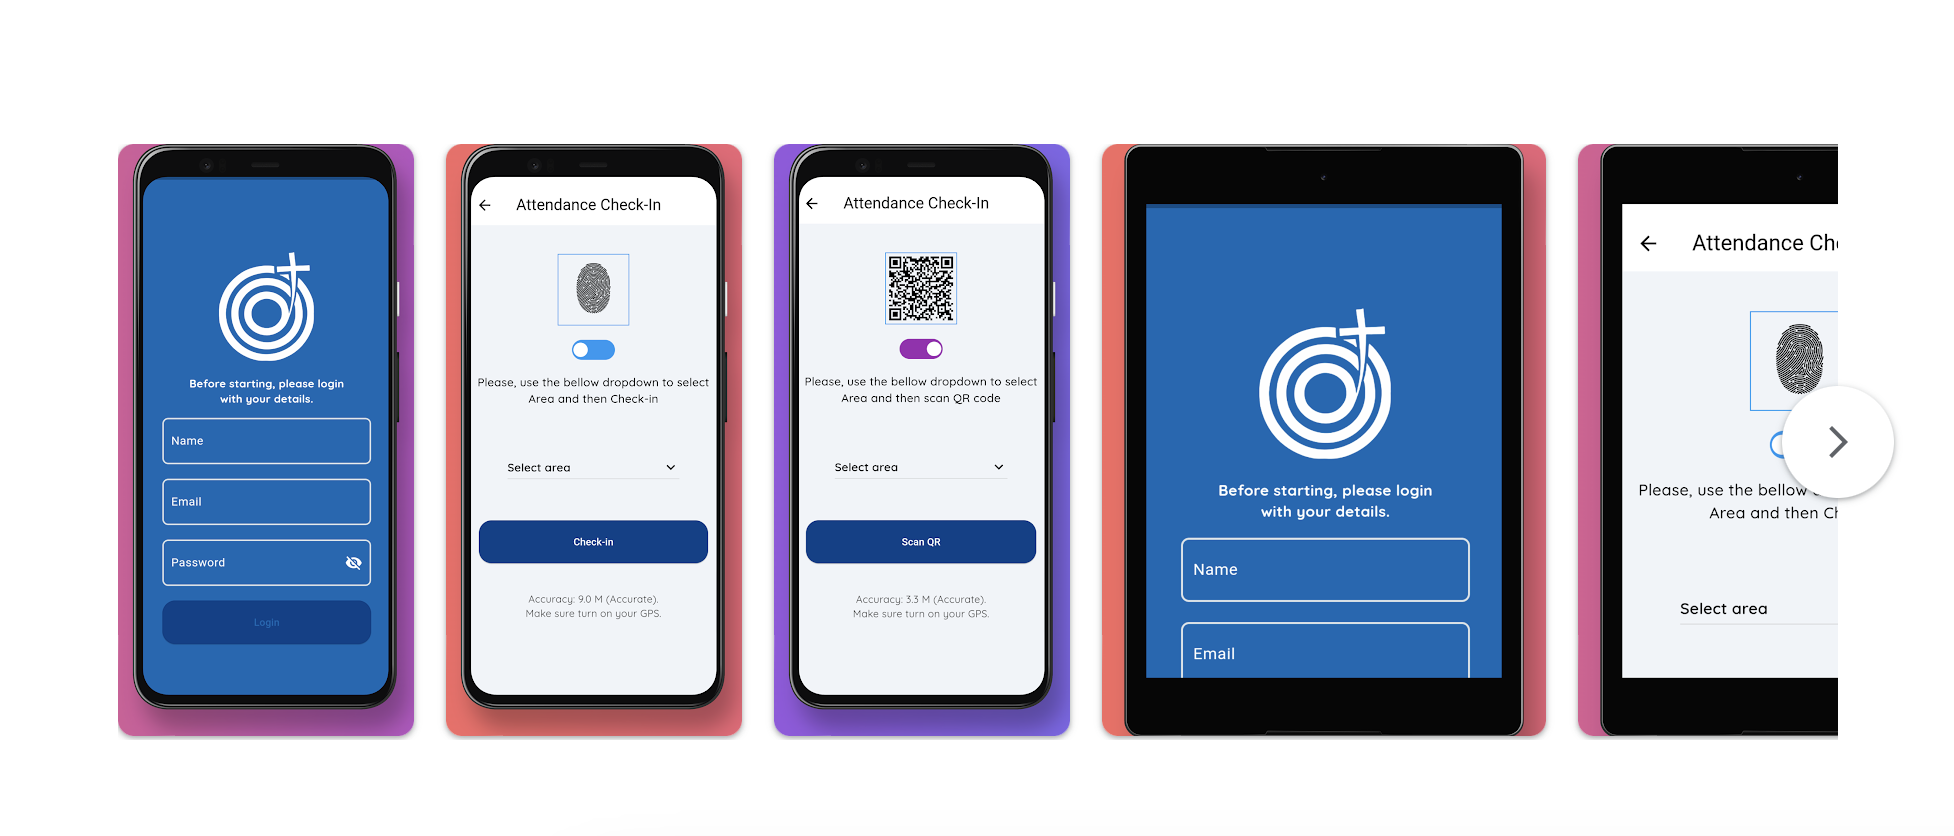 Before starting, please login
with your details.
Name
Email
Password
Login
Attendance Check-In
Please, use the bellow dropdown to select
Area and then Check-in
Select area
Check-in
Accuracy: 9.0 M (Accurate).
Make sure turn on your GPS.
Attendance Check-In
Please, use the bellow dropdown to select
Area and then scan QR code
Select area
Scan QR
Accuracy: 3.3 M (Accurate).
Make sure turn on your GPS.
Before starting, please login
with your details.
Name
Email
Attendance Ch
Please, use the bellow
Area and then Ch
Select area